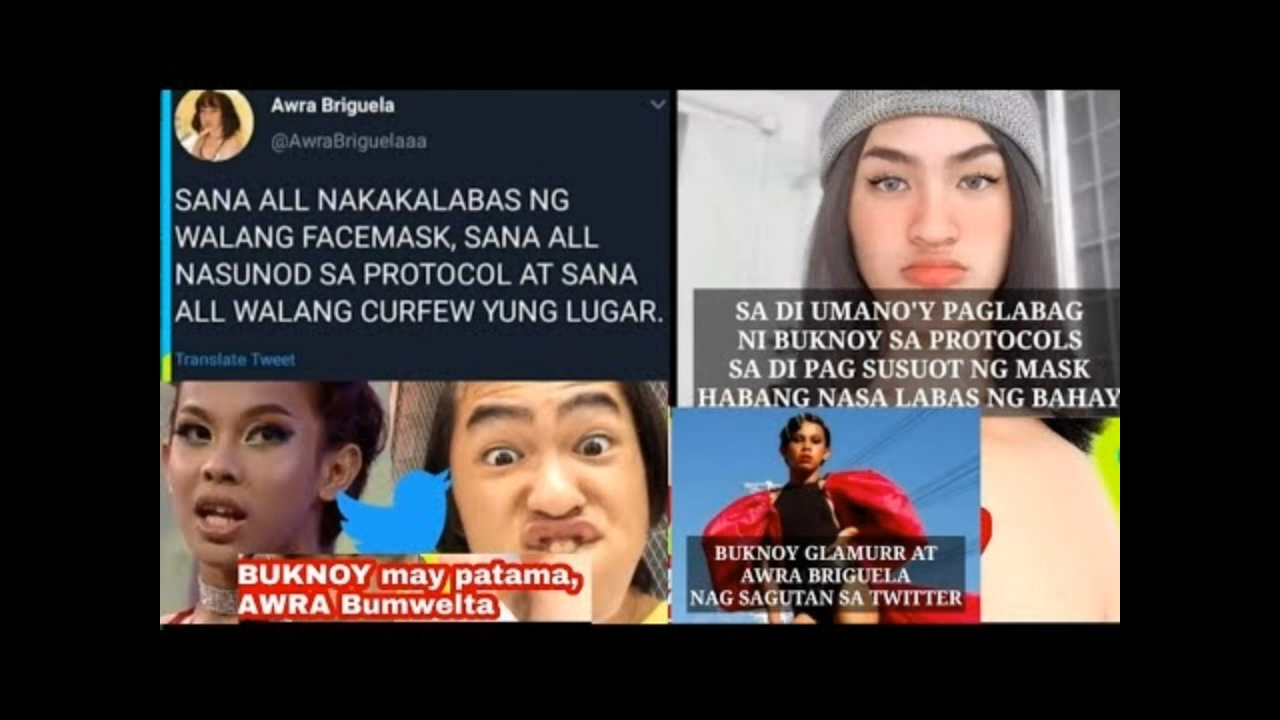 Awra Briguela
@AwraBriguelaaa
SANA ALL NAKAKALABAS NG
WALANG FACEMASK, SANA ALL
NASUNOD SA PROTOCOL AT SANA
ALL WALANG CURFEW YUNG LUGAR.
Translate Tweet
BUKNOY may patama,
AWRA Bumwelta
SA DI UMANO'Y PAGLABAG
NI BUKNOY SA PROTOCOLS
SA DI PAG SUSUOT NG MASK
HABANG NASA LABAS NG BAHAY
BUKNOY GLAMURR AT
AWRA BRIGUELA
NAG SAGUTAN SA TWITTER